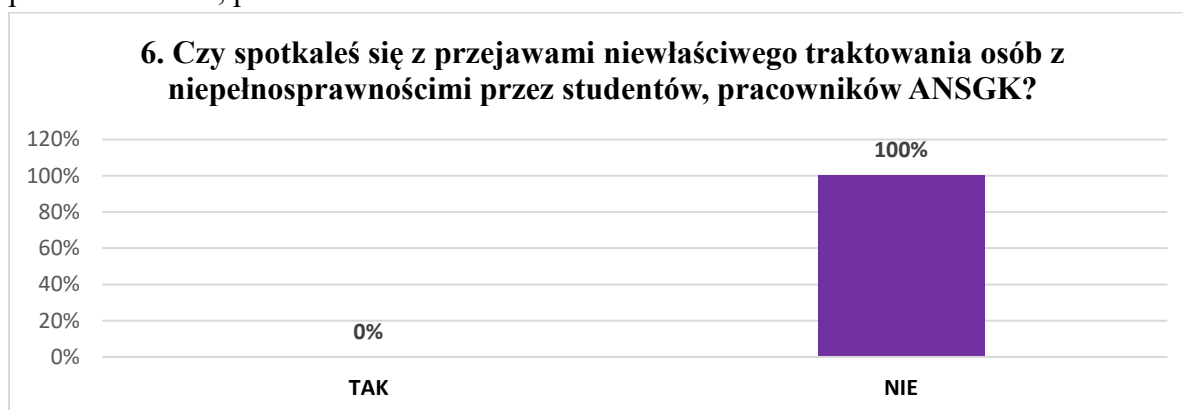 6. Czy spotkałeś się z przejawami niewłaściwego traktowania osób z
niepełnosprawnościmi przez studentów, pracowników ANSGK?
120%
100%
80%
60%
40%
20%
0%
0%
100%
TAK
NIE